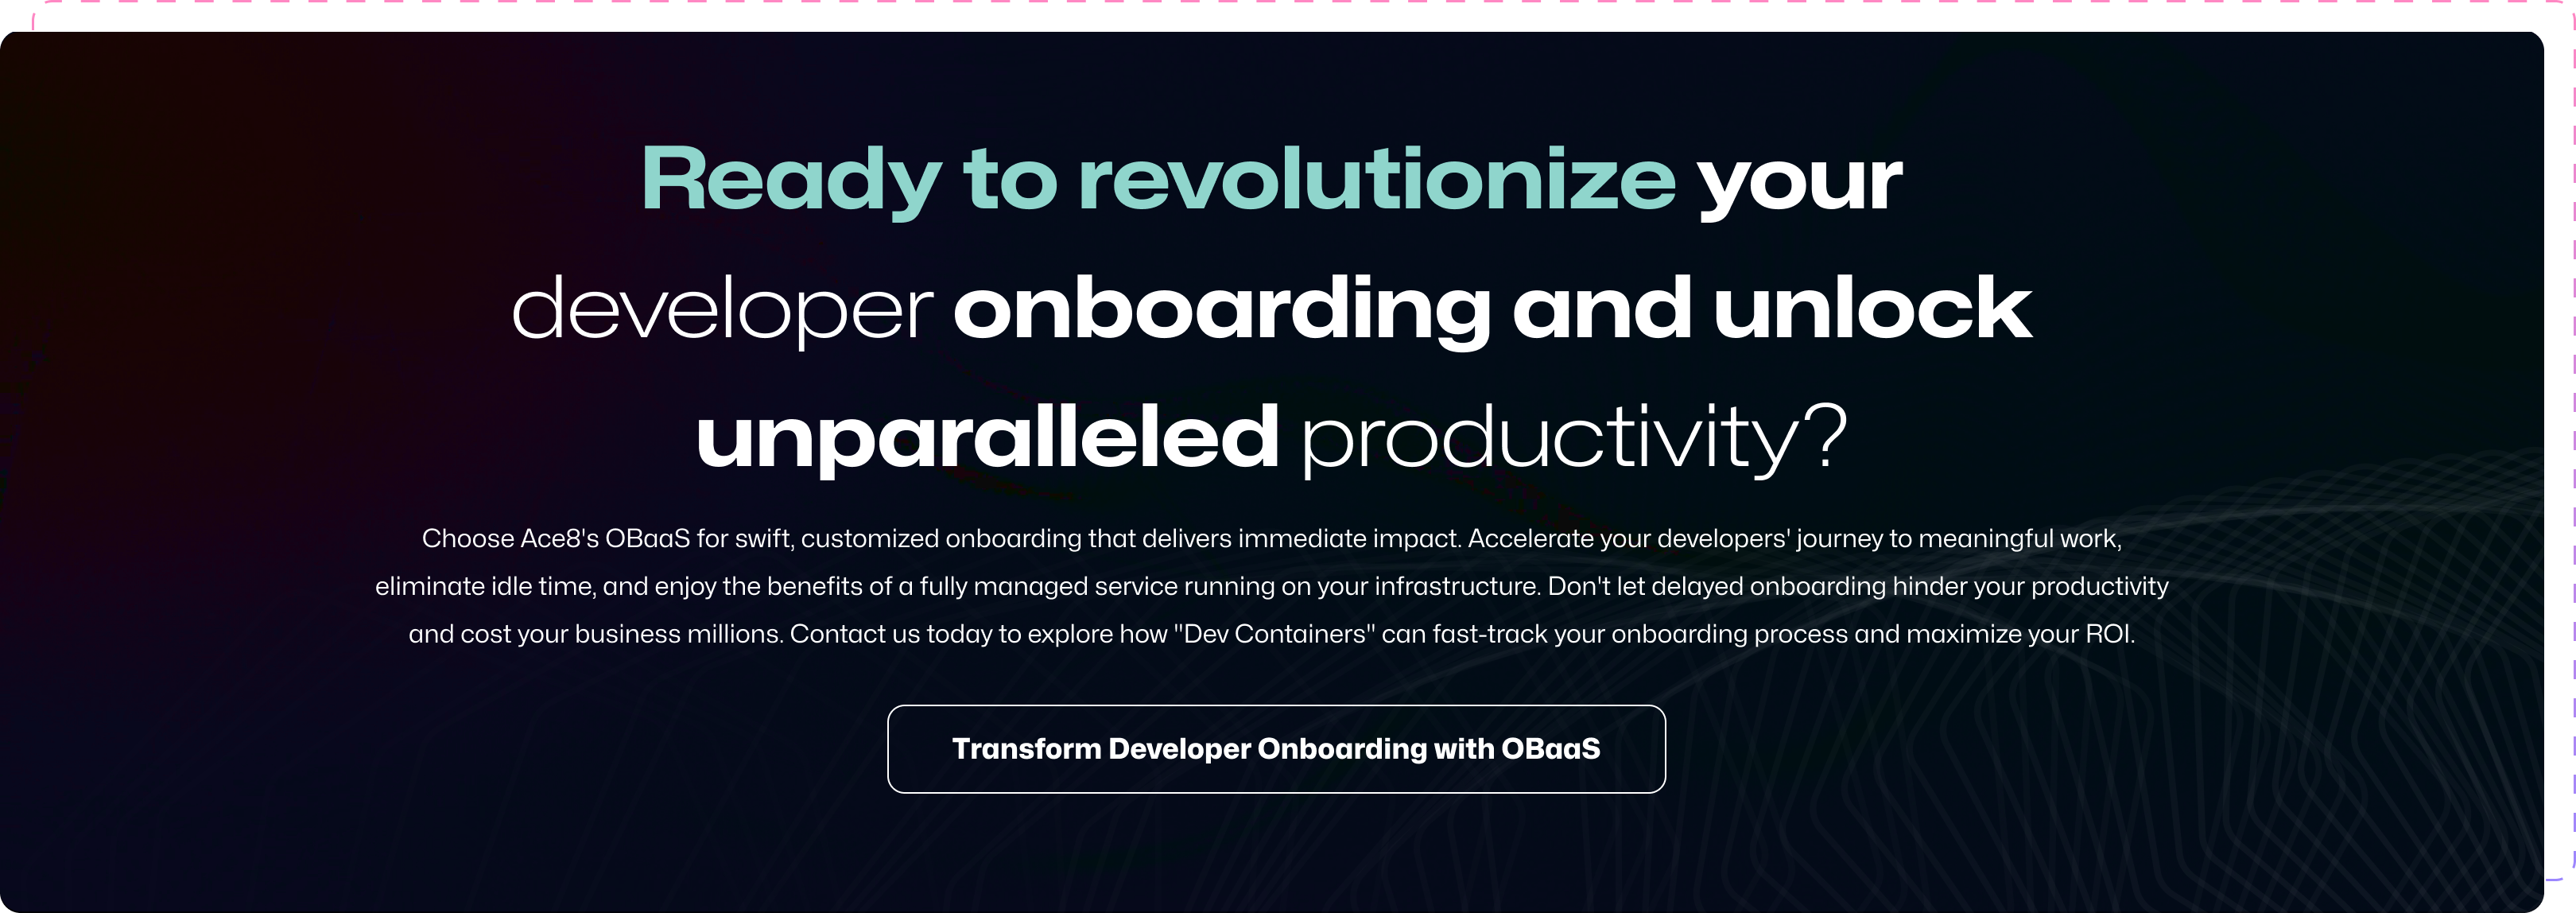 Ready to revolutionize your
developer onboarding and unlock
unparalleled productivity?
Choose Ace8's OBaaS for swift, customized onboarding that delivers immediate impact. Accelerate your developers' journey to meaningful work,
eliminate idle time, and enjoy the benefits of a fully managed service running on your infrastructure. Don't let delayed onboarding hinder your productivity
and cost your business millions. Contact us today to explore how "Dev Containers" can fast-track your onboarding process and maximize your ROI.
Transform Developer Onboarding with OBaaS